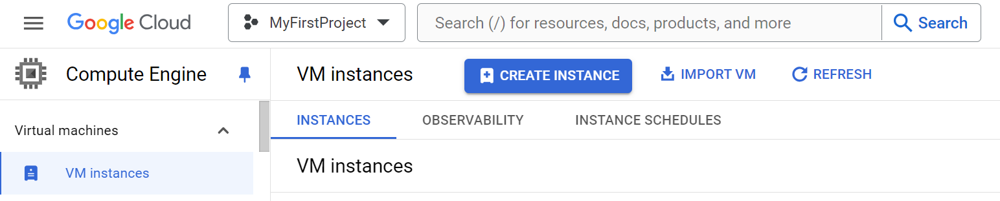 Google Cloud
MyFirstProject
Search (/) for resources, docs, products, and more
Search
Compute Engine
VM instances
CREATE INSTANCE
IMPORT VM
REFRESH
Virtual machines
INSTANCES
OBSERVABILITY
INSTANCE SCHEDULES
VM instances
VM instances